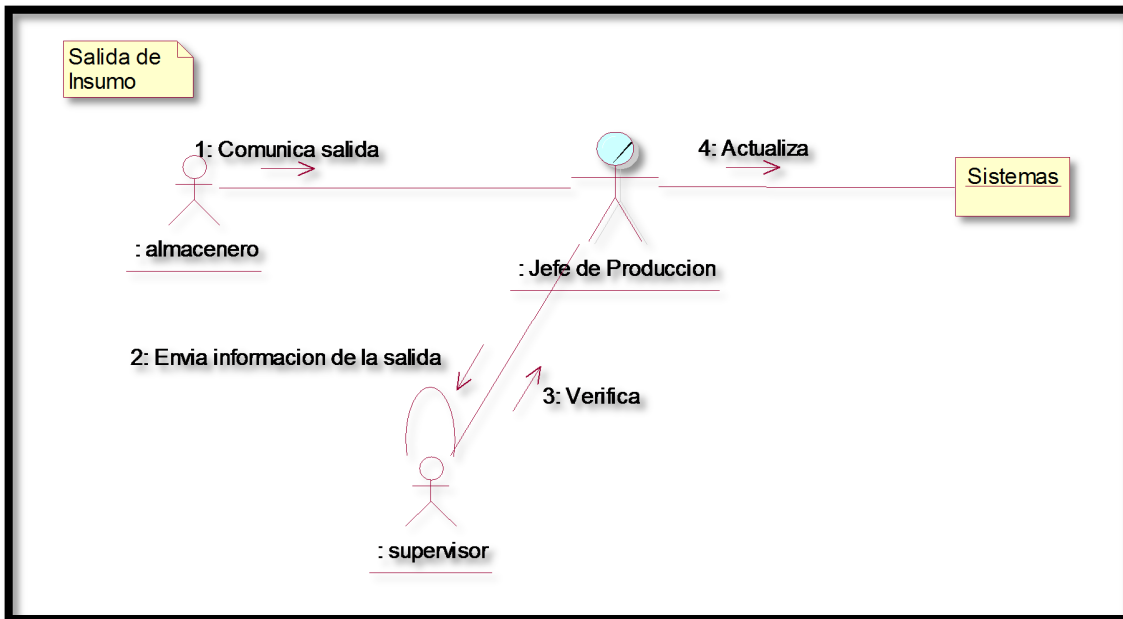 Salida de
Insumo
1: Comunica salida
4: Actualiza
Sistemas
: almacenero
: Jefe de Produccion
2: Envia informacion de la salida
3: Verifica
: supervisor